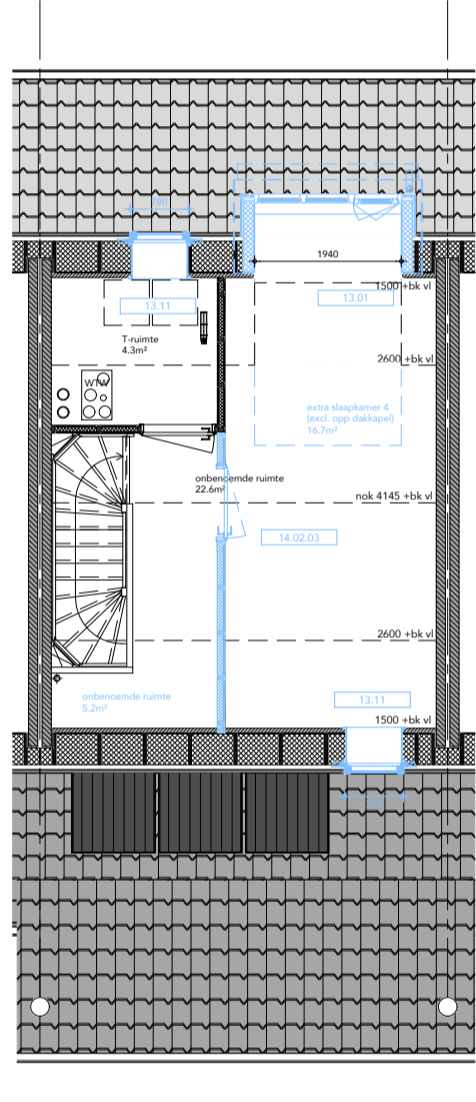 780
1940
1500 +bk vl
13.01
13.11
T-ruimte
4.3m²
2600 +bk vl
WTW
extra slaapkamer 4
(excl. opp dakkapel)
16.7m²
onbenoemde ruimte
22.6m²
nok 4145 +bk vl
14.02.03
2600 +bk vl
onbenoemde ruimte
5.2m²
13.11
1500 +bk vl